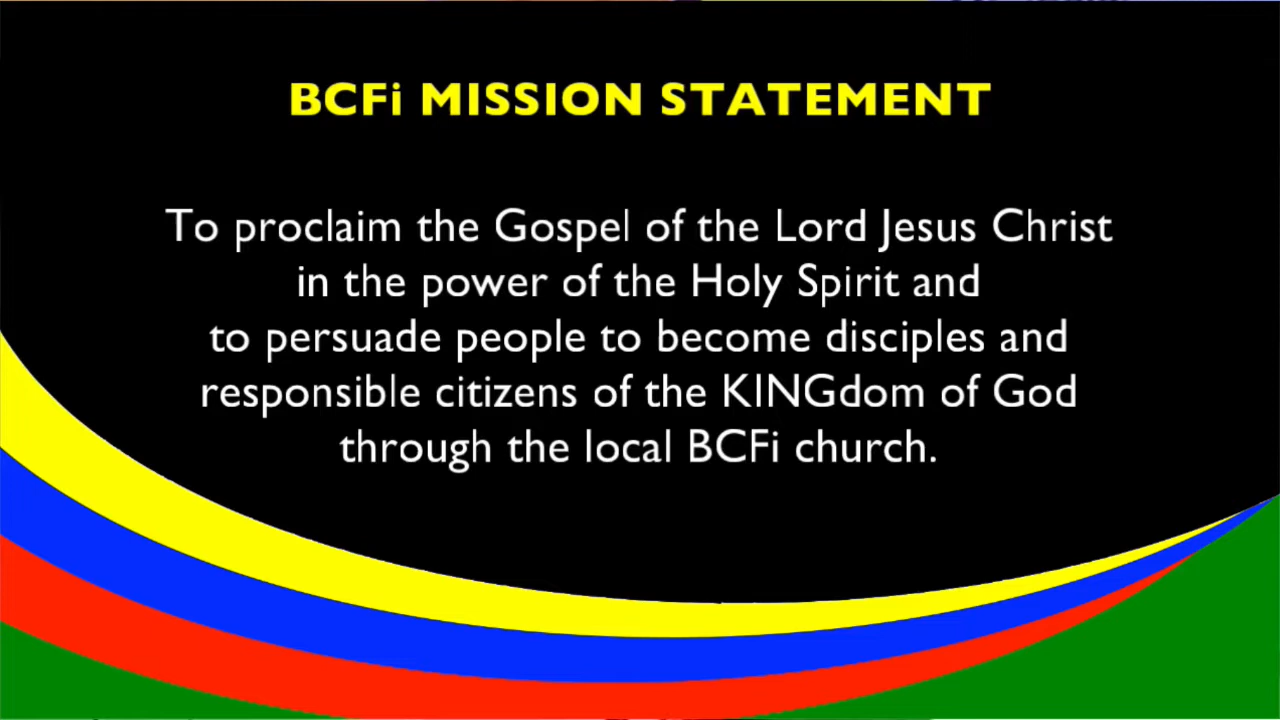 BCFi MISSION STATEMENT
To proclaim the Gospel of the Lord Jesus Christ
in the power of the Holy Spirit and
to persuade people to become disciples and
responsible citizens of the KINGdom of God
through the local BCFi church.